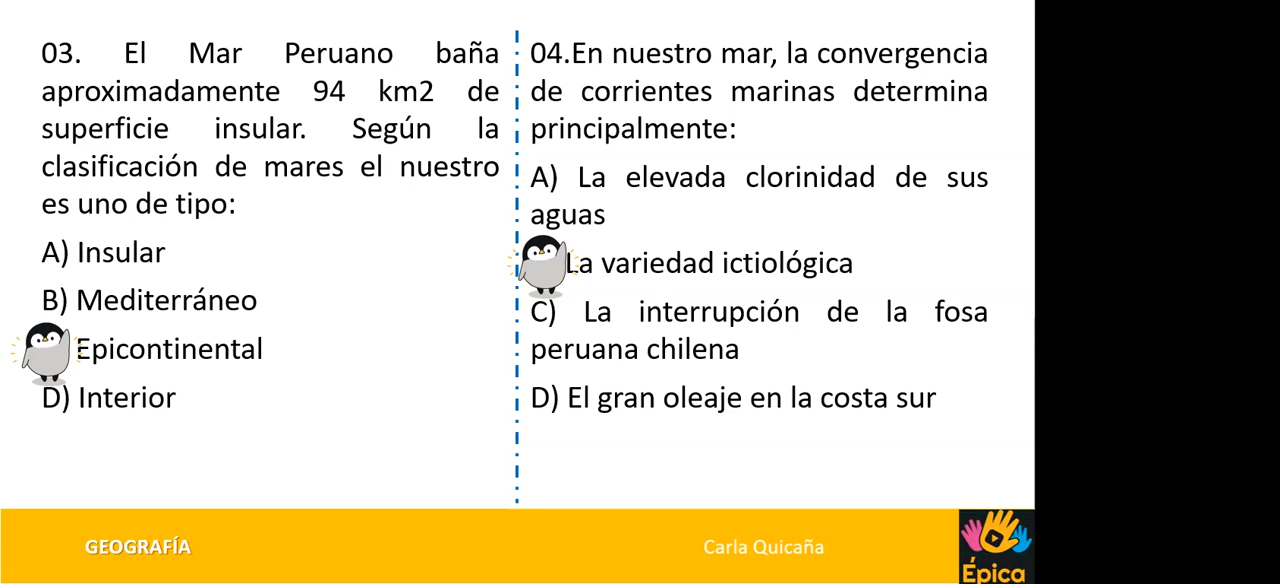 03. El Mar Peruano baña
aproximadamente 94 km2 de
superficie insular. Según la
clasificación de mares el nuestro
es uno de tipo:
A) Insular
B) Mediterráneo
Epicontinental
D) Interior
04.En nuestro mar, la convergencia
de corrientes marinas determina
principalmente:
A) La elevada clorinidad de sus
aguas
La variedad ictiológica
C) La interrupción de la fosa
peruana chilena
D) El gran oleaje en la costa sur
GEOGRAFÍA
Carla Quicaña
Épica